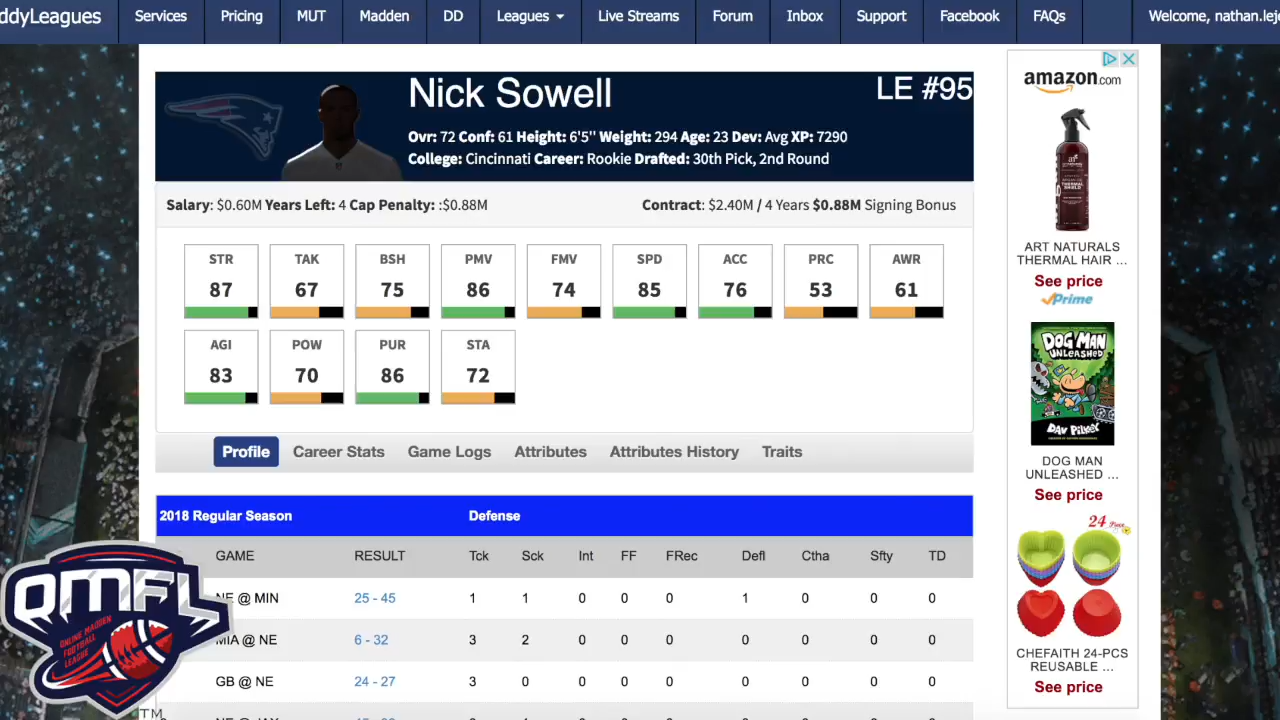 ddyLeagues Services Pricing MUT Madden DD Leagues Live Streams Forum Inbox Support Facebook FAQs Welcome, nathan.leje
Nick Sowell
LE #95
Ovr: 72 Conf: 61 Height: 6'5" Weight: 294 Age: 23 Dev: Avg XP: 7290
College: Cincinnati Career: Rookie Drafted: 30th Pick, 2nd Round
Salary: $0.60M Years Left: 4 Cap Penalty: :$0.88M
Contract: $2.40M / 4 Years $0.88M Signing Bonus
STR TAK BSH PMV FMV SPD ACC PRC AWR
87 67 75 86 74 85 76 53 61
AGI POW PUR STA
83 70 86 72
Profile Career Stats Game Logs Attributes Attributes History Traits
2018 Regular Season Defense
GAME RESULT Tck Sck Int FF FRec Defl Ctha Sfty TD
NE @ MIN 25 - 45 1 1 0 0 0 1 0 0 0
MIA @ NE 6 - 32 3 2 0 0 0 0 0 0 0
GB @ NE 24 - 27 3 0 0 0 0 0 0 0 0
OMFL
ONLINE MADDEN
FOOTBALL
LEAGUE
TM
amazon.com
ART NATURALS
THERMAL HAIR ...
See price
Prime
DOG MAN
UNLEASHED
DAV PILKEY
DOG MAN
UNLEASHED ...
See price
24
CHEFAITH 24-PCS
REUSABLE ...
See price